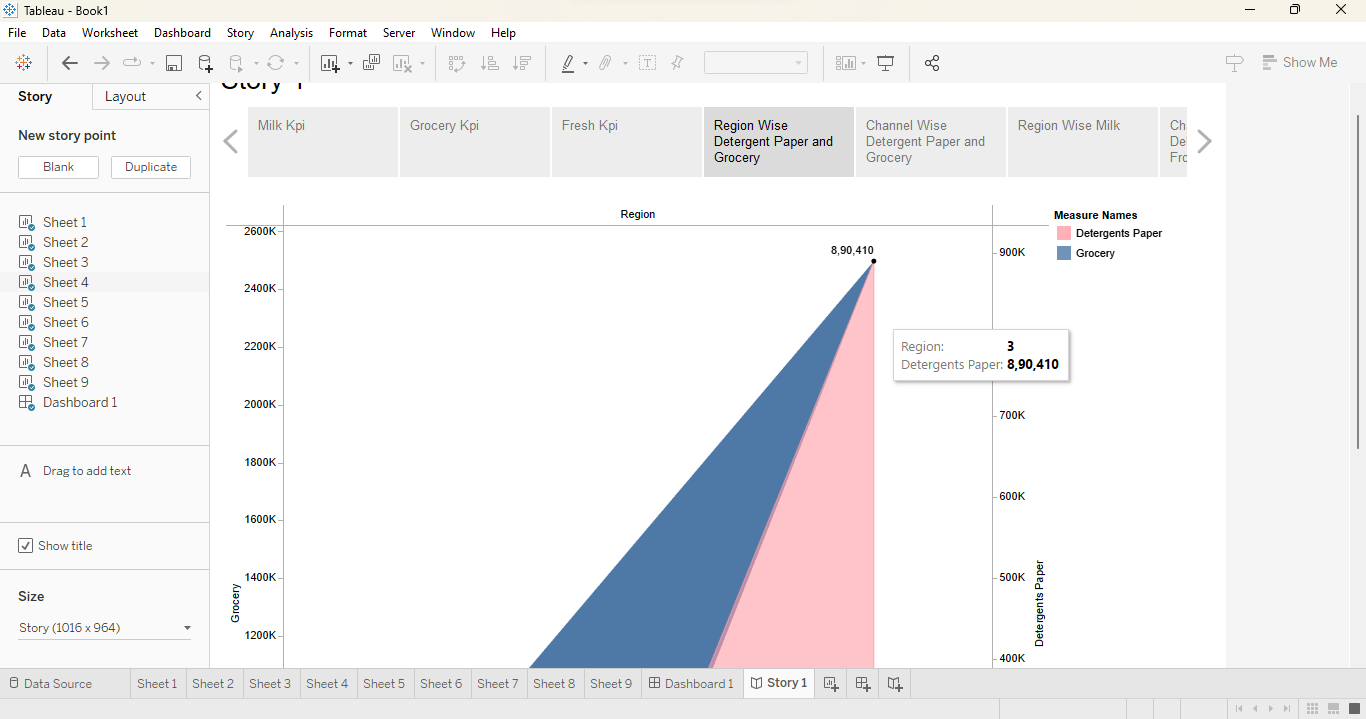 Tableau - Book1
File Data Worksheet Dashboard Story Analysis Format Server Window Help
Show Me
Story Layout
Story 1
New story point
Blank Duplicate
Sheet 1
Sheet 2
Sheet 3
Sheet 4
Sheet 5
Sheet 6
Sheet 7
Sheet 8
Sheet 9
Dashboard 1
A Drag to add text
Show title
Size
Story (1016 x 964)
Milk Kpi
Grocery Kpi
Fresh Kpi
Region Wise
Detergent Paper and
Grocery
Channel Wise
Detergent Paper and
Grocery
Region Wise Milk
Ch
De
Fro
Region
2600K
2400K
2200K
2000K
1800K
1600K
1400K
1200K
Grocery
8,90,410
Region: 3
Detergents Paper: 8,90,410
900K
700K
600K
500K
400K
Detergents Paper
Measure Names
Detergents Paper
Grocery
Data Source Sheet 1 Sheet 2 Sheet 3 Sheet 4 Sheet 5 Sheet 6 Sheet 7 Sheet 8 Sheet 9 Dashboard 1 Story 1